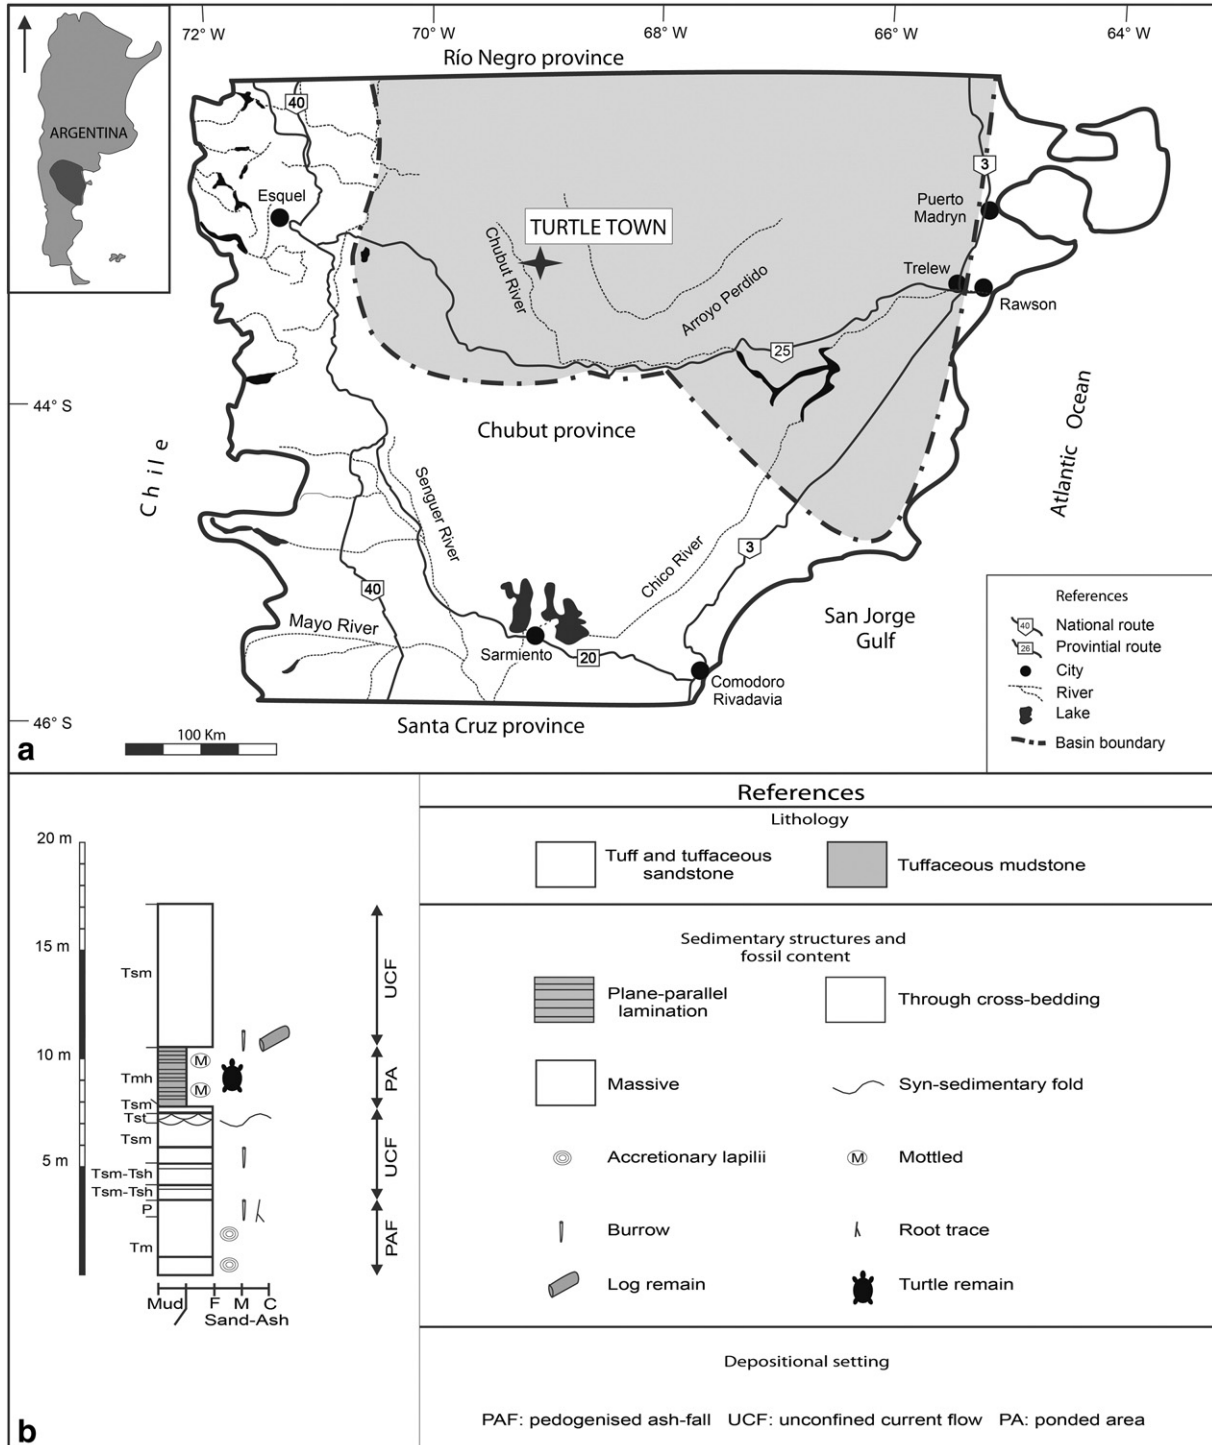 72° W
70° W
68° W
66° W
64° W
Río Negro province
ARGENTINA
40
3
Esquel
Puerto
Madryn
TURTLE TOWN
Chubut River
Trelew
Arroyo Perdido
Rawson
25
44° S
Chubut province
Chile
Atlantic Ocean
Senguer River
3
Chico River
40
References
San Jorge
Gulf
40
National route
Mayo River
26
Provintial route
Sarmiento
20
City
Comodoro
Rivadavia
River
Lake
46° S
Santa Cruz province
100 Km
Basin boundary
a
References
Lithology
20 m
Tuff and tuffaceous
sandstone
Tuffaceous mudstone
15 m
Sedimentary structures and
fossil content
Tsm
UCF
Plane-parallel
lamination
Through cross-bedding
10 m
M
Tmh
M
PA
Massive
Syn-sedimentary fold
Tsm
Tst
Tsm
5 m
UCF
Accretionary lapilii
M
Mottled
Tsm-Tsh
Tsm-Tsh
P
Burrow
Root trace
Tm
PAF
Log remain
Turtle remain
Mud
F
M
C
Sand-Ash
Depositional setting
PAF: pedogenised ash-fall UCF: unconfined current flow PA: ponded area
b